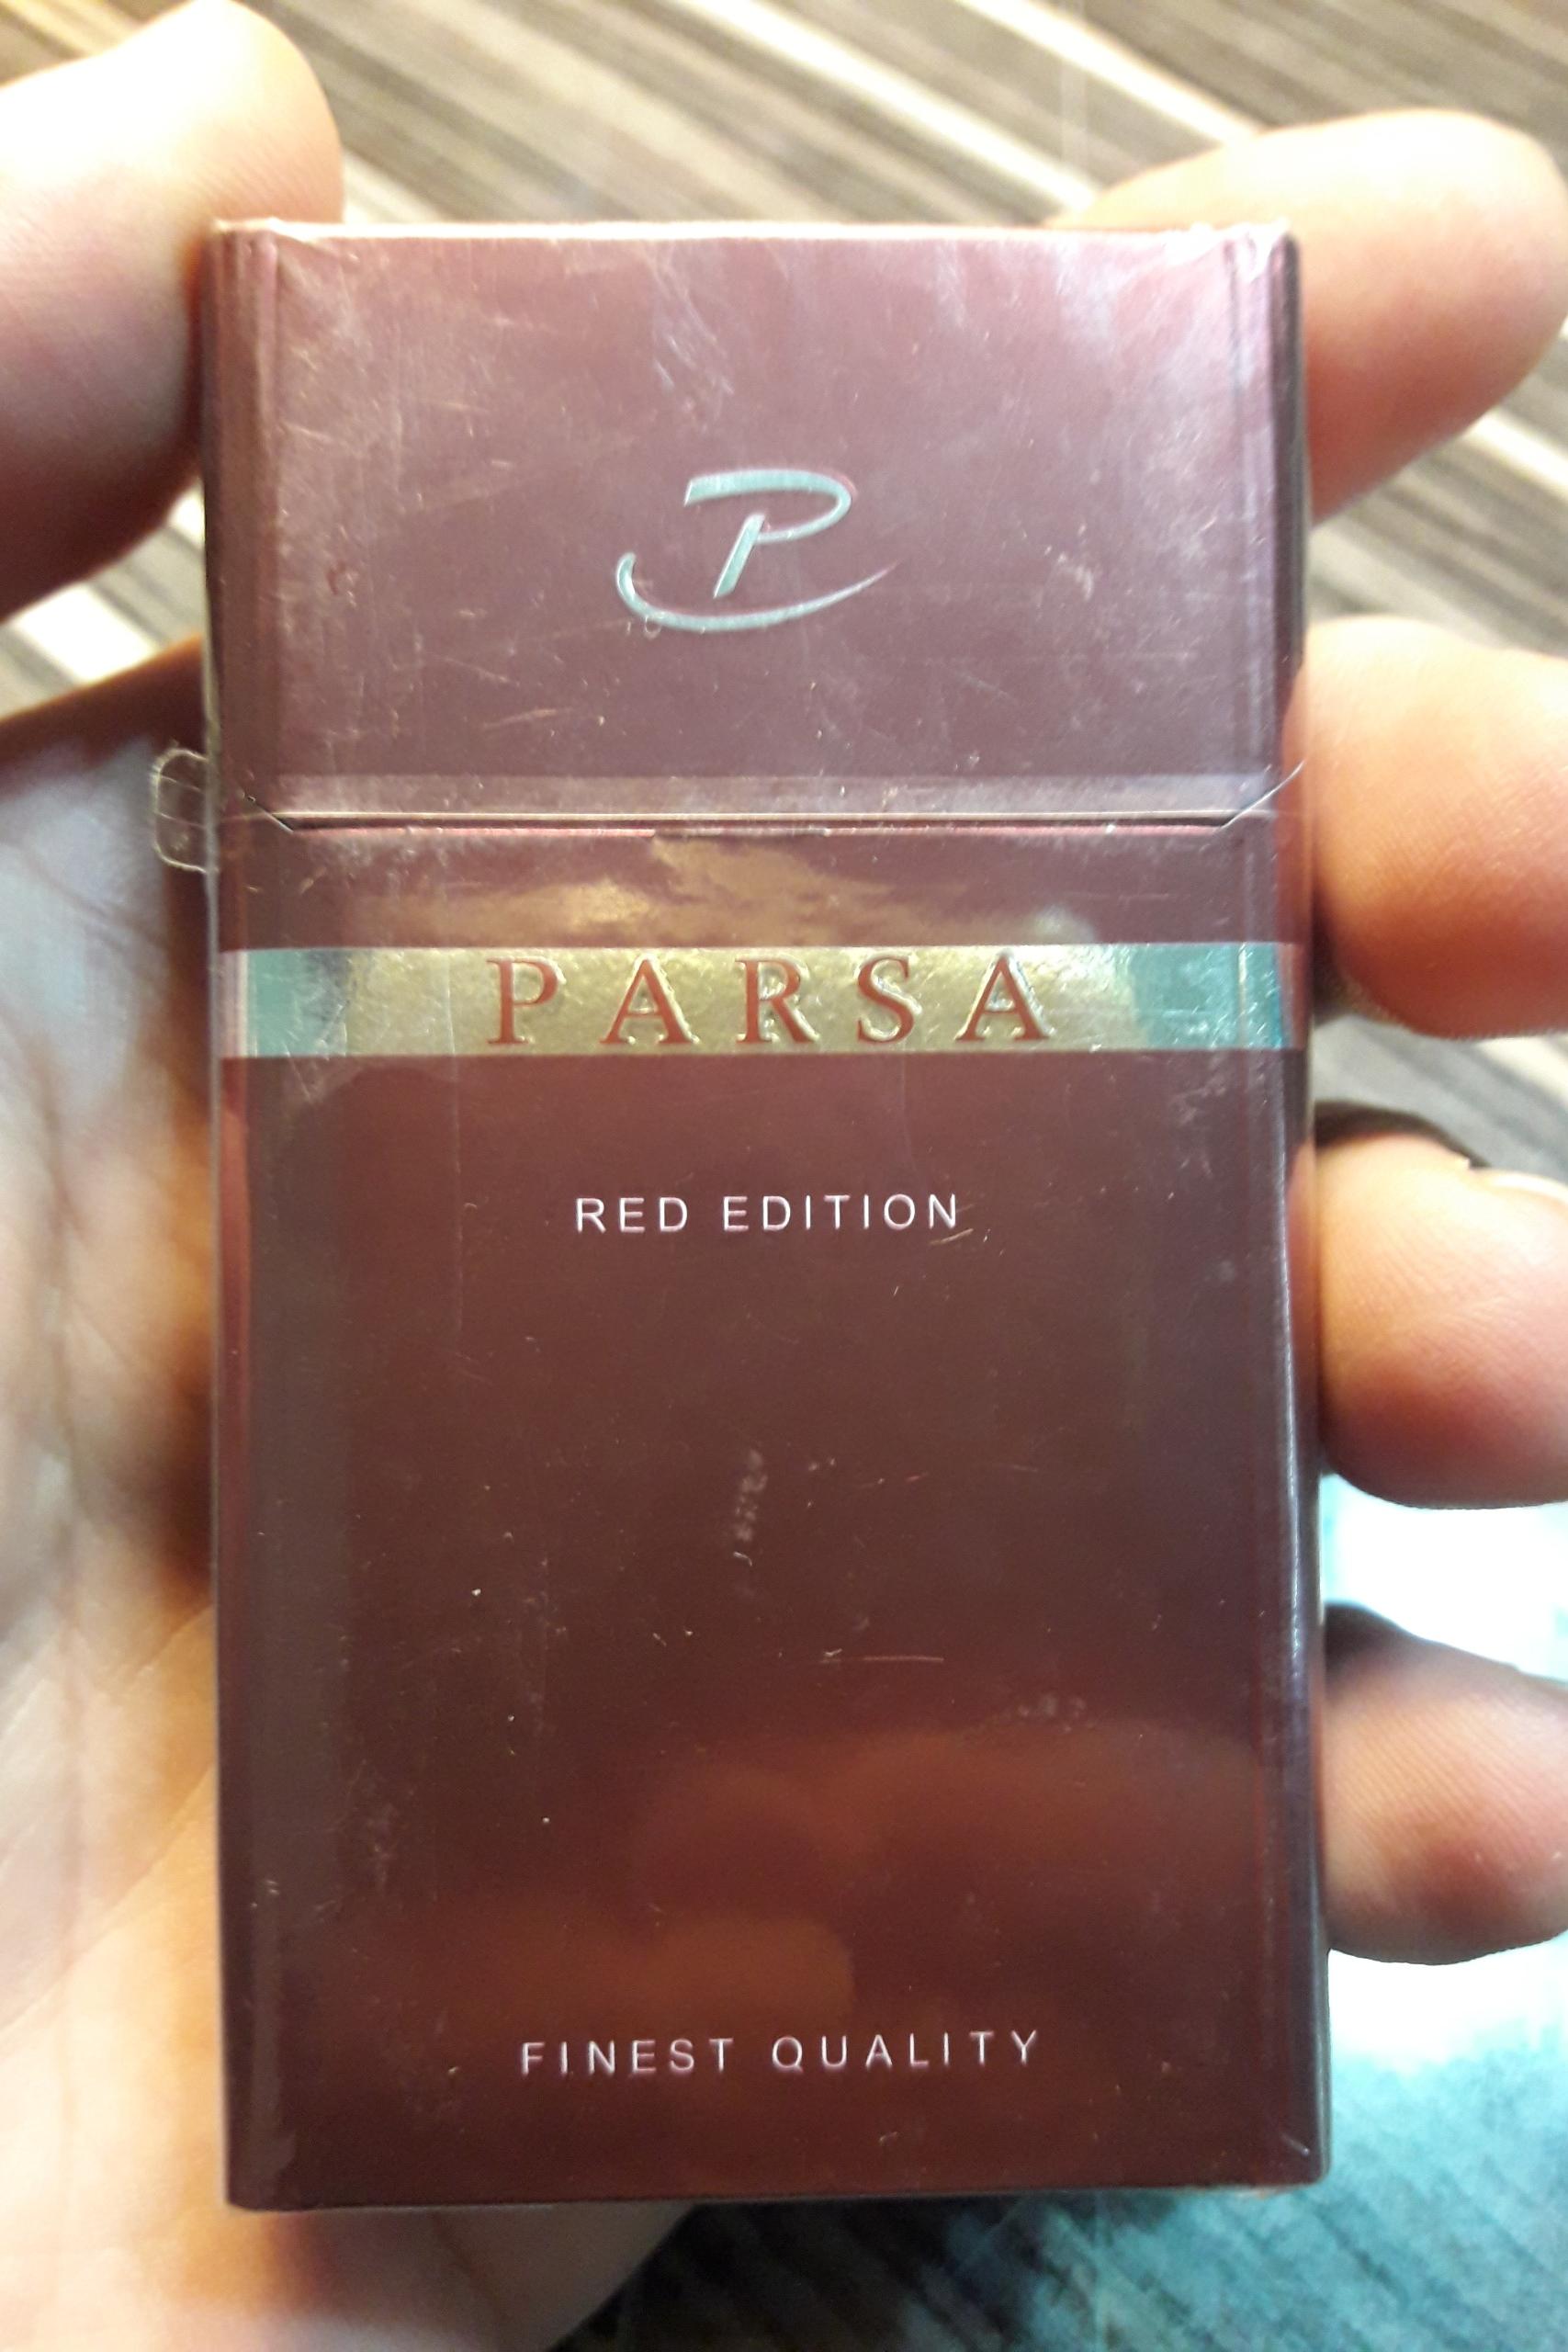 P
PARSA
RED EDITION
FINEST QUALITY